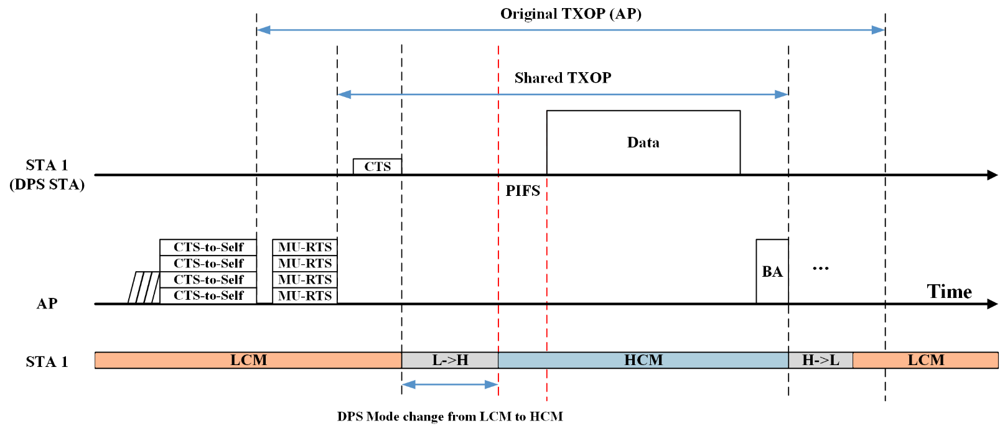 Original TXOP (AP)
Shared TXOP
Data
STA 1
(DPS STA)
CTS
PIFS
CTS-to-Self
MU-RTS
CTS-to-Self
MU-RTS
CTS-to-Self
MU-RTS
CTS-to-Self
MU-RTS
BA
...
Time
AP
STA 1
LCM
L->H
HCM
H->L
LCM
DPS Mode change from LCM to HCM